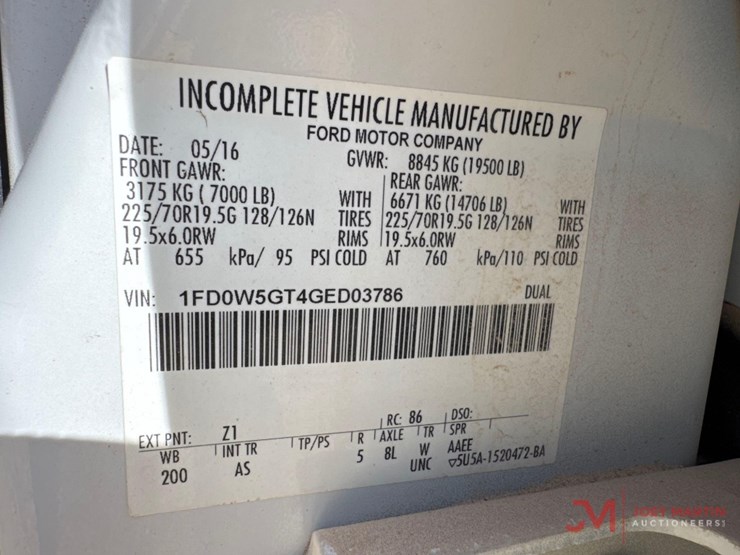 INCOMPLETE VEHICLE MANUFACTURED BY
FORD MOTOR COMPANY
DATE: 05/16 GVWR: 8845 KG (19500 LB)
FRONT GAWR: REAR GAWR:
3175 KG ( 7000 LB) WITH 6671 KG (14706 LB) WITH
225/70R19.5G 128/126N TIRES 225/70R19.5G 128/126N TIRES
19.5x6.0RW RIMS 19.5x6.0RW RIMS
AT 655 kPa/ 95 PSI COLD AT 760 kPa/110 PSI COLD
VIN: 1FD0W5GT4GED03786 DUAL
EXT PNT: Z1 RC: 86 DSO:
WB INT TR TP/PS R AXLE TR SPR
200 AS 5 8L W AAEE
UNC ▽5U5A-1520472-BA
JM JEFF MARTIN
AUCTIONEERS